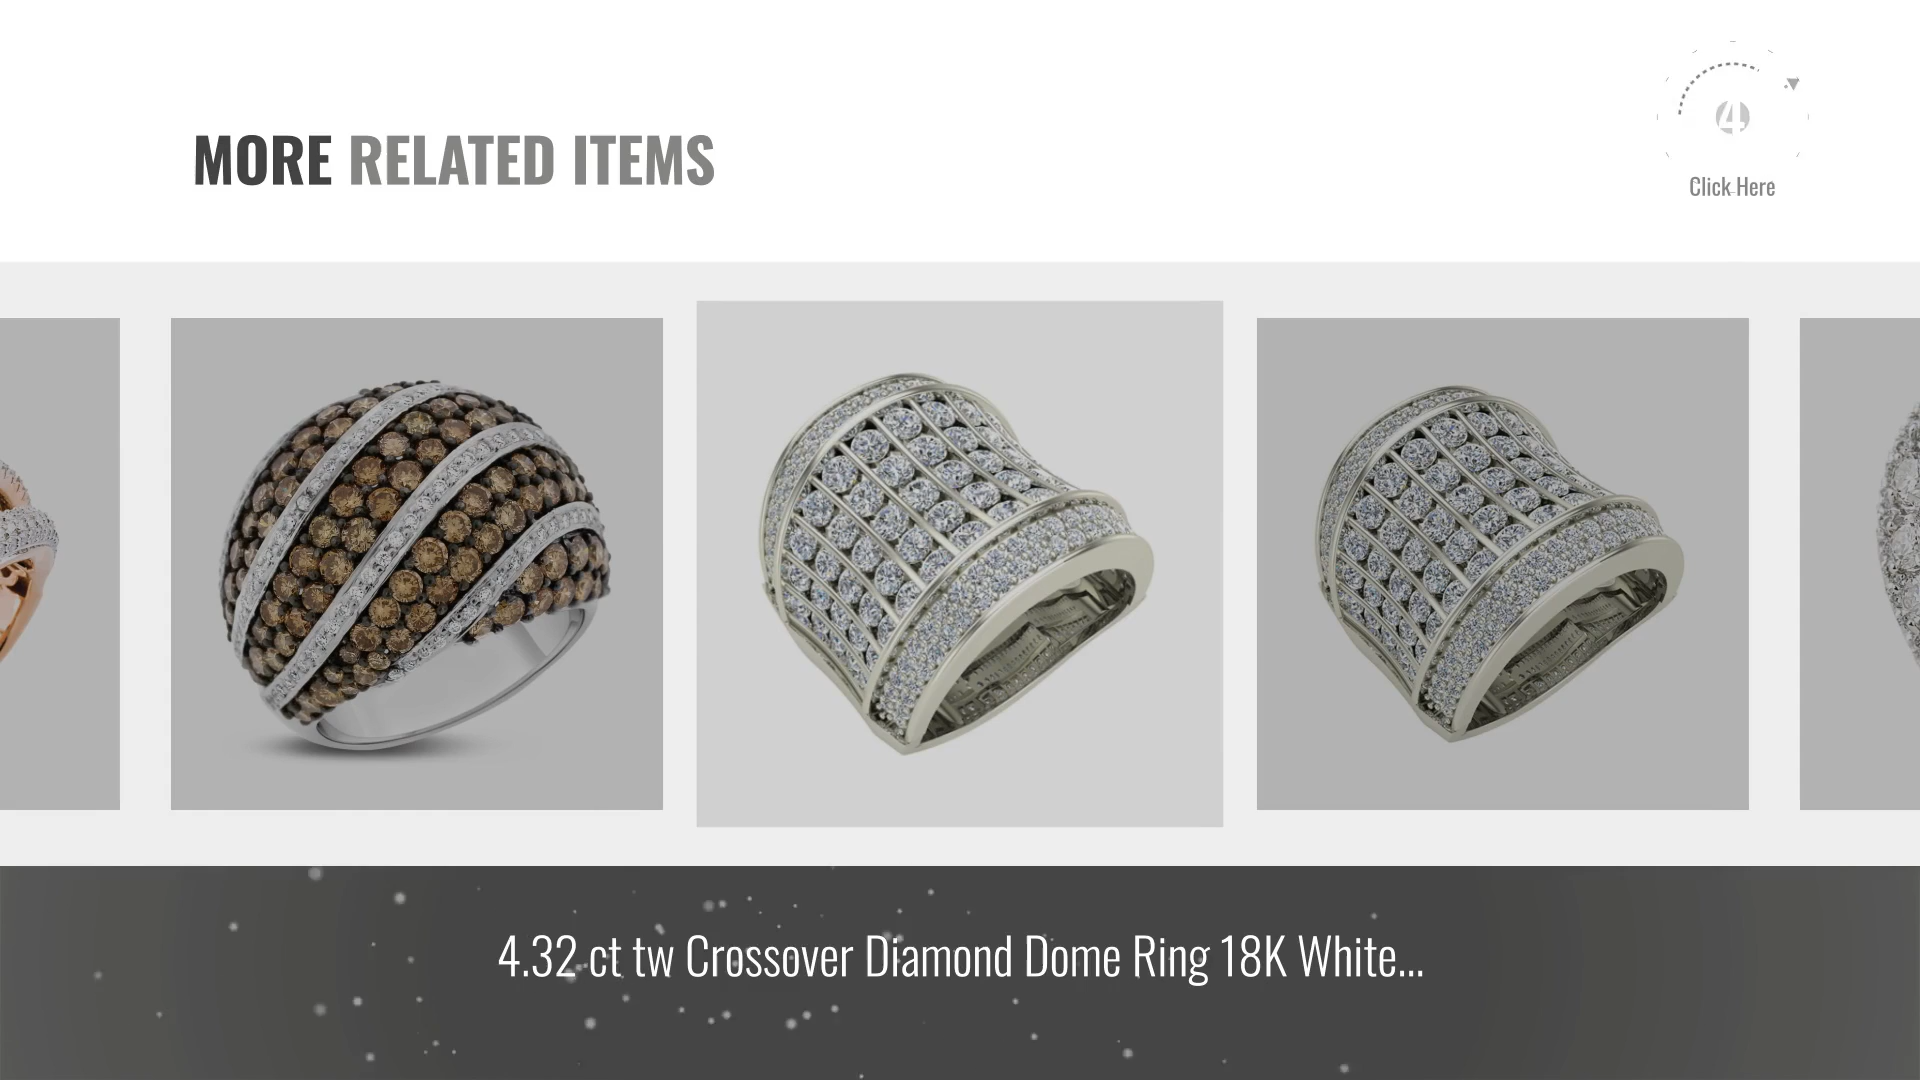 MORE RELATED ITEMS
4
Click Here
4.32 ct tw Crossover Diamond Dome Ring 18K White...